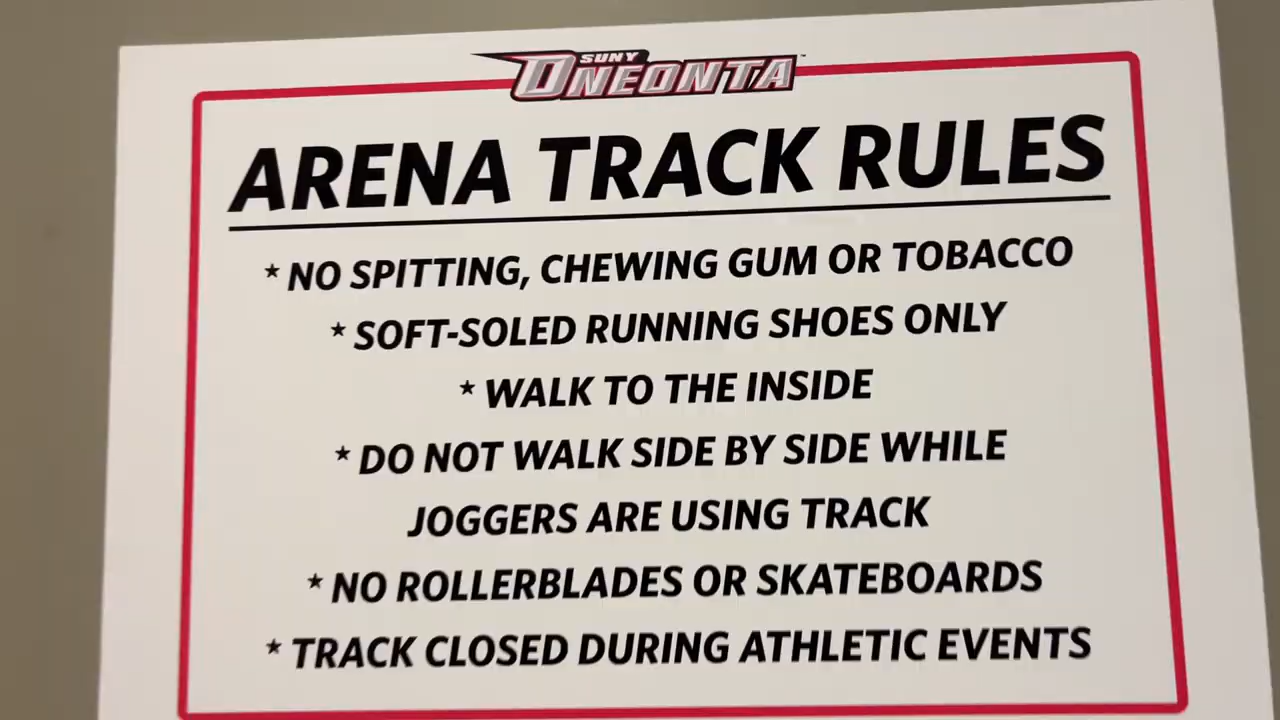 SUNY
ONEONTA
ARENA TRACK RULES
* NO SPITTING, CHEWING GUM OR TOBACCO
* SOFT-SOLED RUNNING SHOES ONLY
* WALK TO THE INSIDE
* DO NOT WALK SIDE BY SIDE WHILE
JOGGERS ARE USING TRACK
* NO ROLLERBLADES OR SKATEBOARDS
* TRACK CLOSED DURING ATHLETIC EVENTS